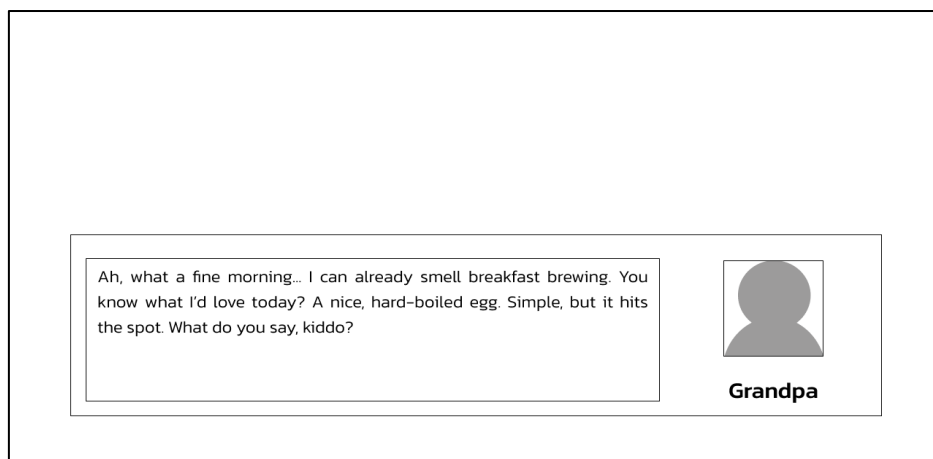 Ah, what a fine morning... I can already smell breakfast brewing. You
know what I'd love today? A nice, hard-boiled egg. Simple, but it hits
the spot. What do you say, kiddo?
Grandpa